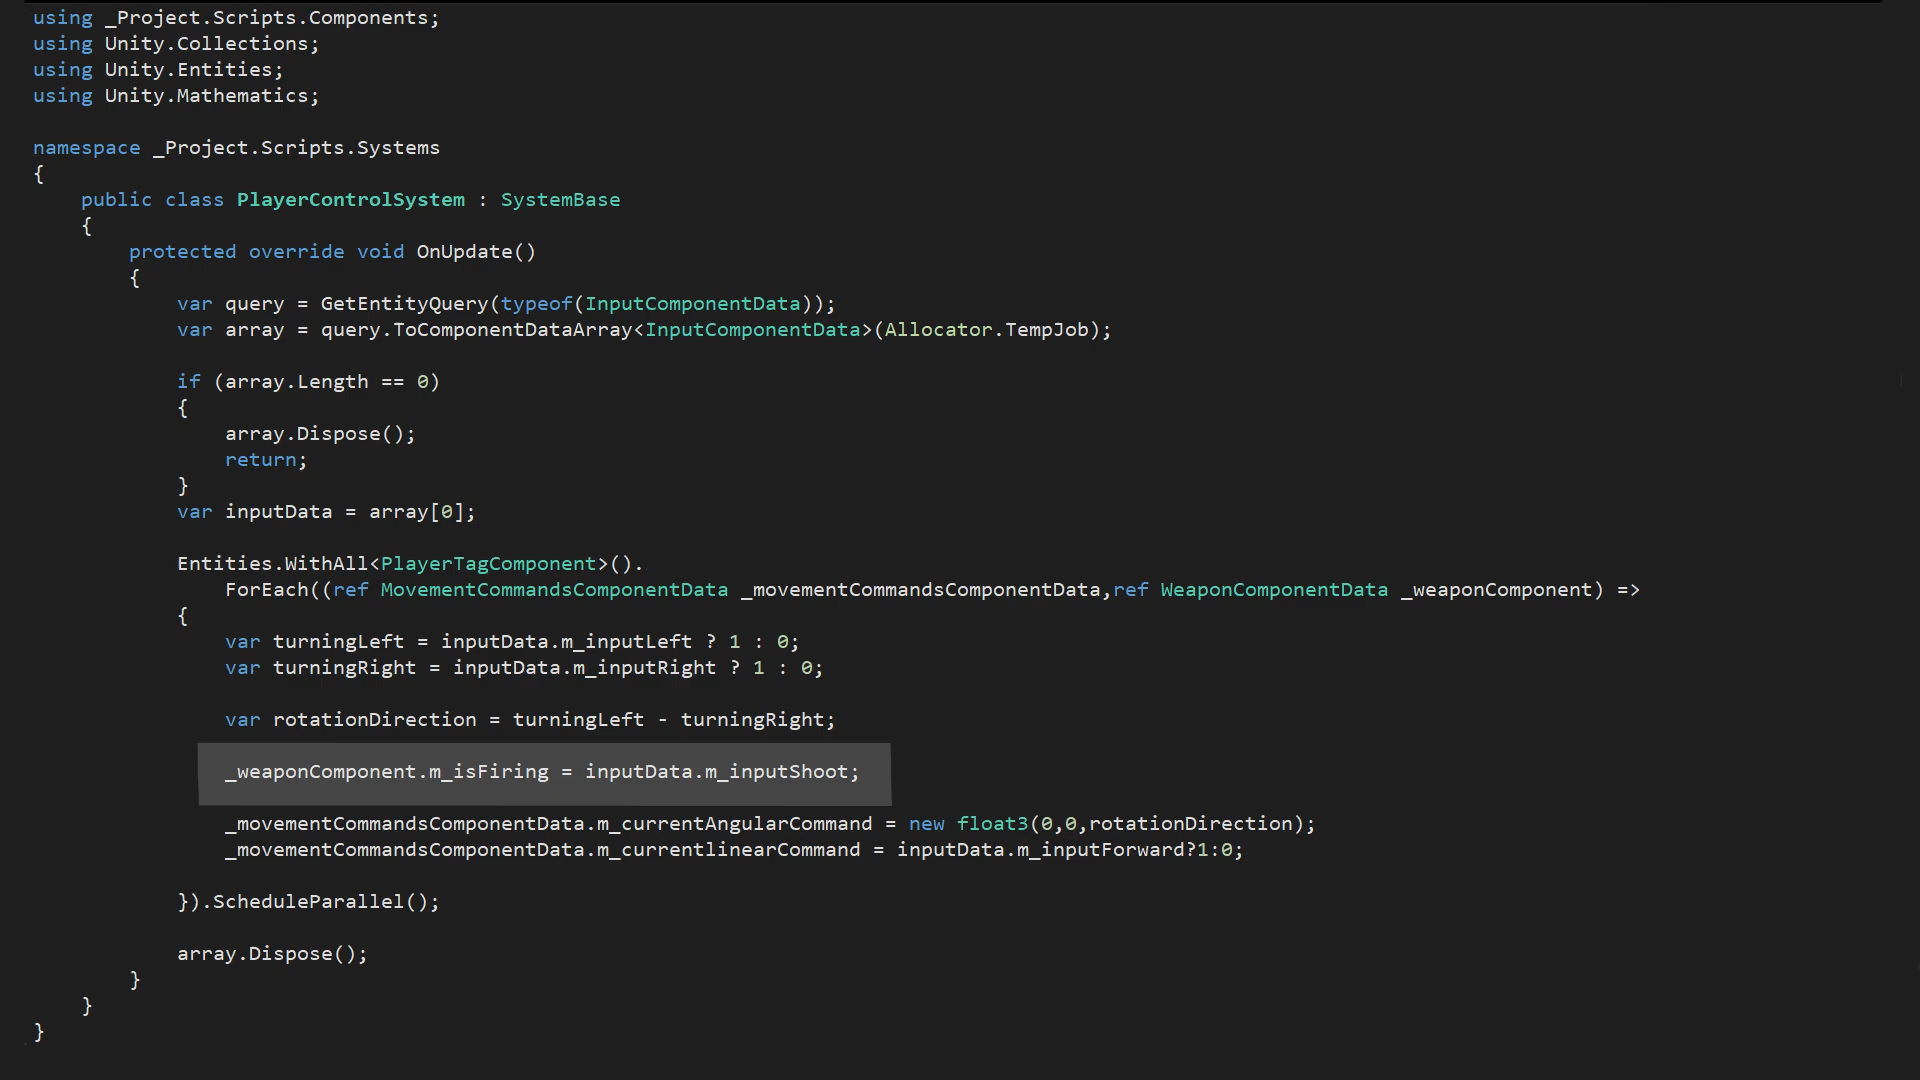 using _Project.Scripts.Components;
using Unity.Collections;
using Unity.Entities;
using Unity.Mathematics;

namespace _Project.Scripts.Systems
{
    public class PlayerControlSystem : SystemBase
    {
        protected override void OnUpdate()
        {
            var query = GetEntityQuery(typeof(InputComponentData));
            var array = query.ToComponentDataArray<InputComponentData>(Allocator.TempJob);

            if (array.Length == 0)
            {
                array.Dispose();
                return;
            }
            var inputData = array[0];

            Entities.WithAll<PlayerTagComponent>().
                ForEach((ref MovementCommandsComponentData _movementCommandsComponentData,ref WeaponComponentData _weaponComponent) =>
            {
                var turningLeft = inputData.m_inputLeft ? 1 : 0;
                var turningRight = inputData.m_inputRight ? 1 : 0;

                var rotationDirection = turningLeft - turningRight;

                _weaponComponent.m_isFiring = inputData.m_inputShoot;

                _movementCommandsComponentData.m_currentAngularCommand = new float3(0,0,rotationDirection);
                _movementCommandsComponentData.m_currentlinearCommand = inputData.m_inputForward?1:0;

            }).ScheduleParallel();

            array.Dispose();
        }
    }
}